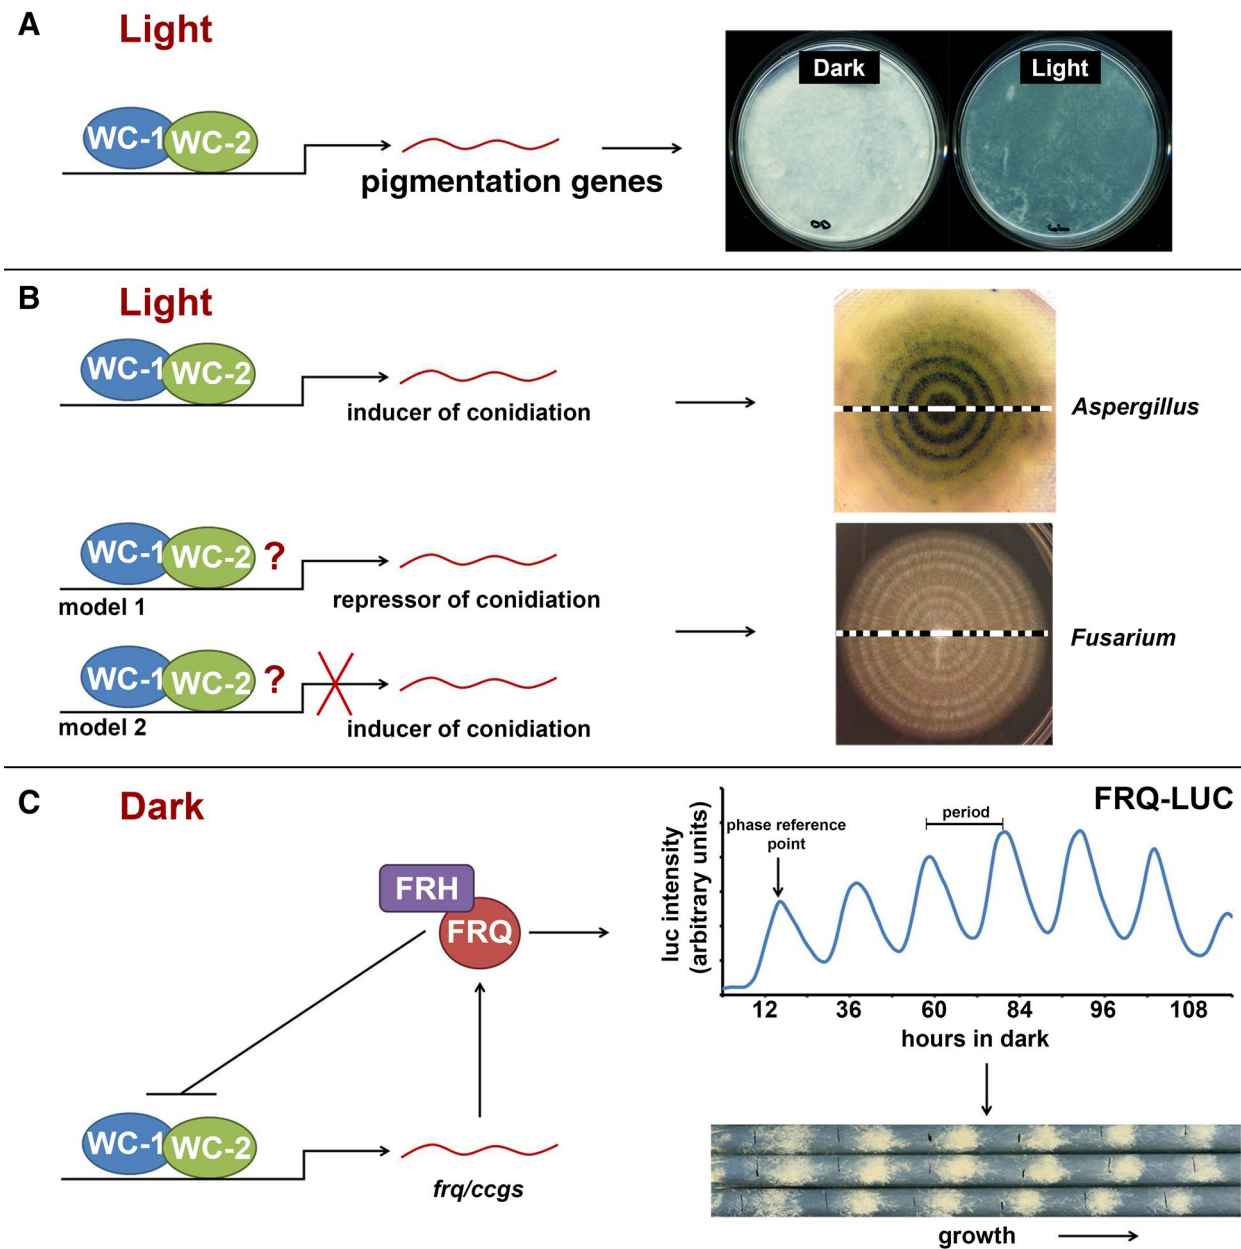 A
Light
WC-1 WC-2
pigmentation genes
Dark
Light
B
Light
WC-1 WC-2
inducer of conidiation
Aspergillus
WC-1 WC-2 ?
model 1
repressor of conidiation
WC-1 WC-2 ?
model 2
inducer of conidiation
Fusarium
C
Dark
FRH
FRQ
WC-1 WC-2
frq/ccgs
FRQ-LUC
period
phase reference
point
luc intensity
(arbitrary units)
12 36 60 84 96 108
hours in dark
growth